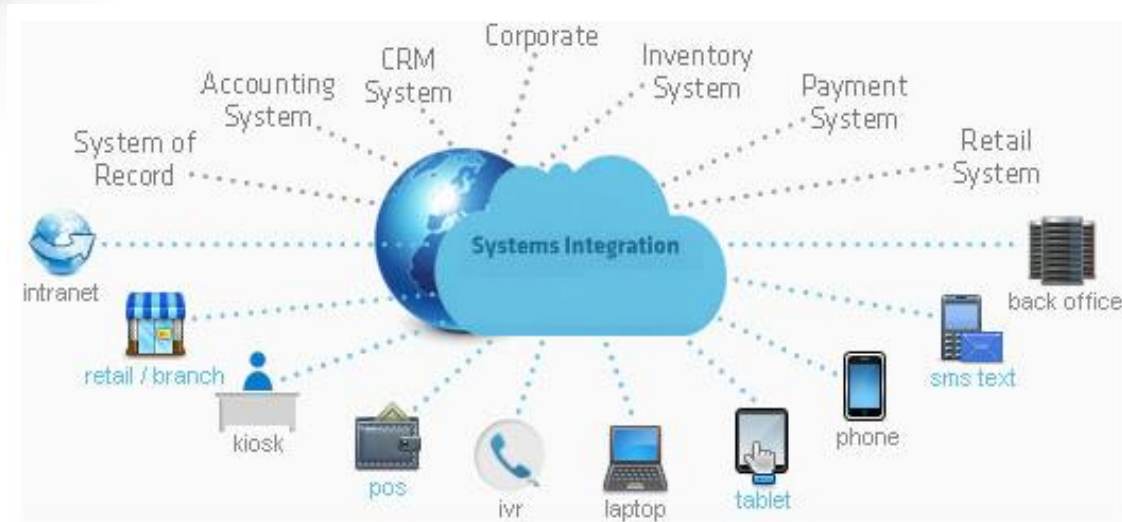 Corporate
CRM
System
Inventory
System
Accounting
System
Payment
System
System of
Record
Retail
System
Systems Integration
intranet
back office
retail / branch
sms text
kiosk
phone
pos
ivr
laptop
tablet